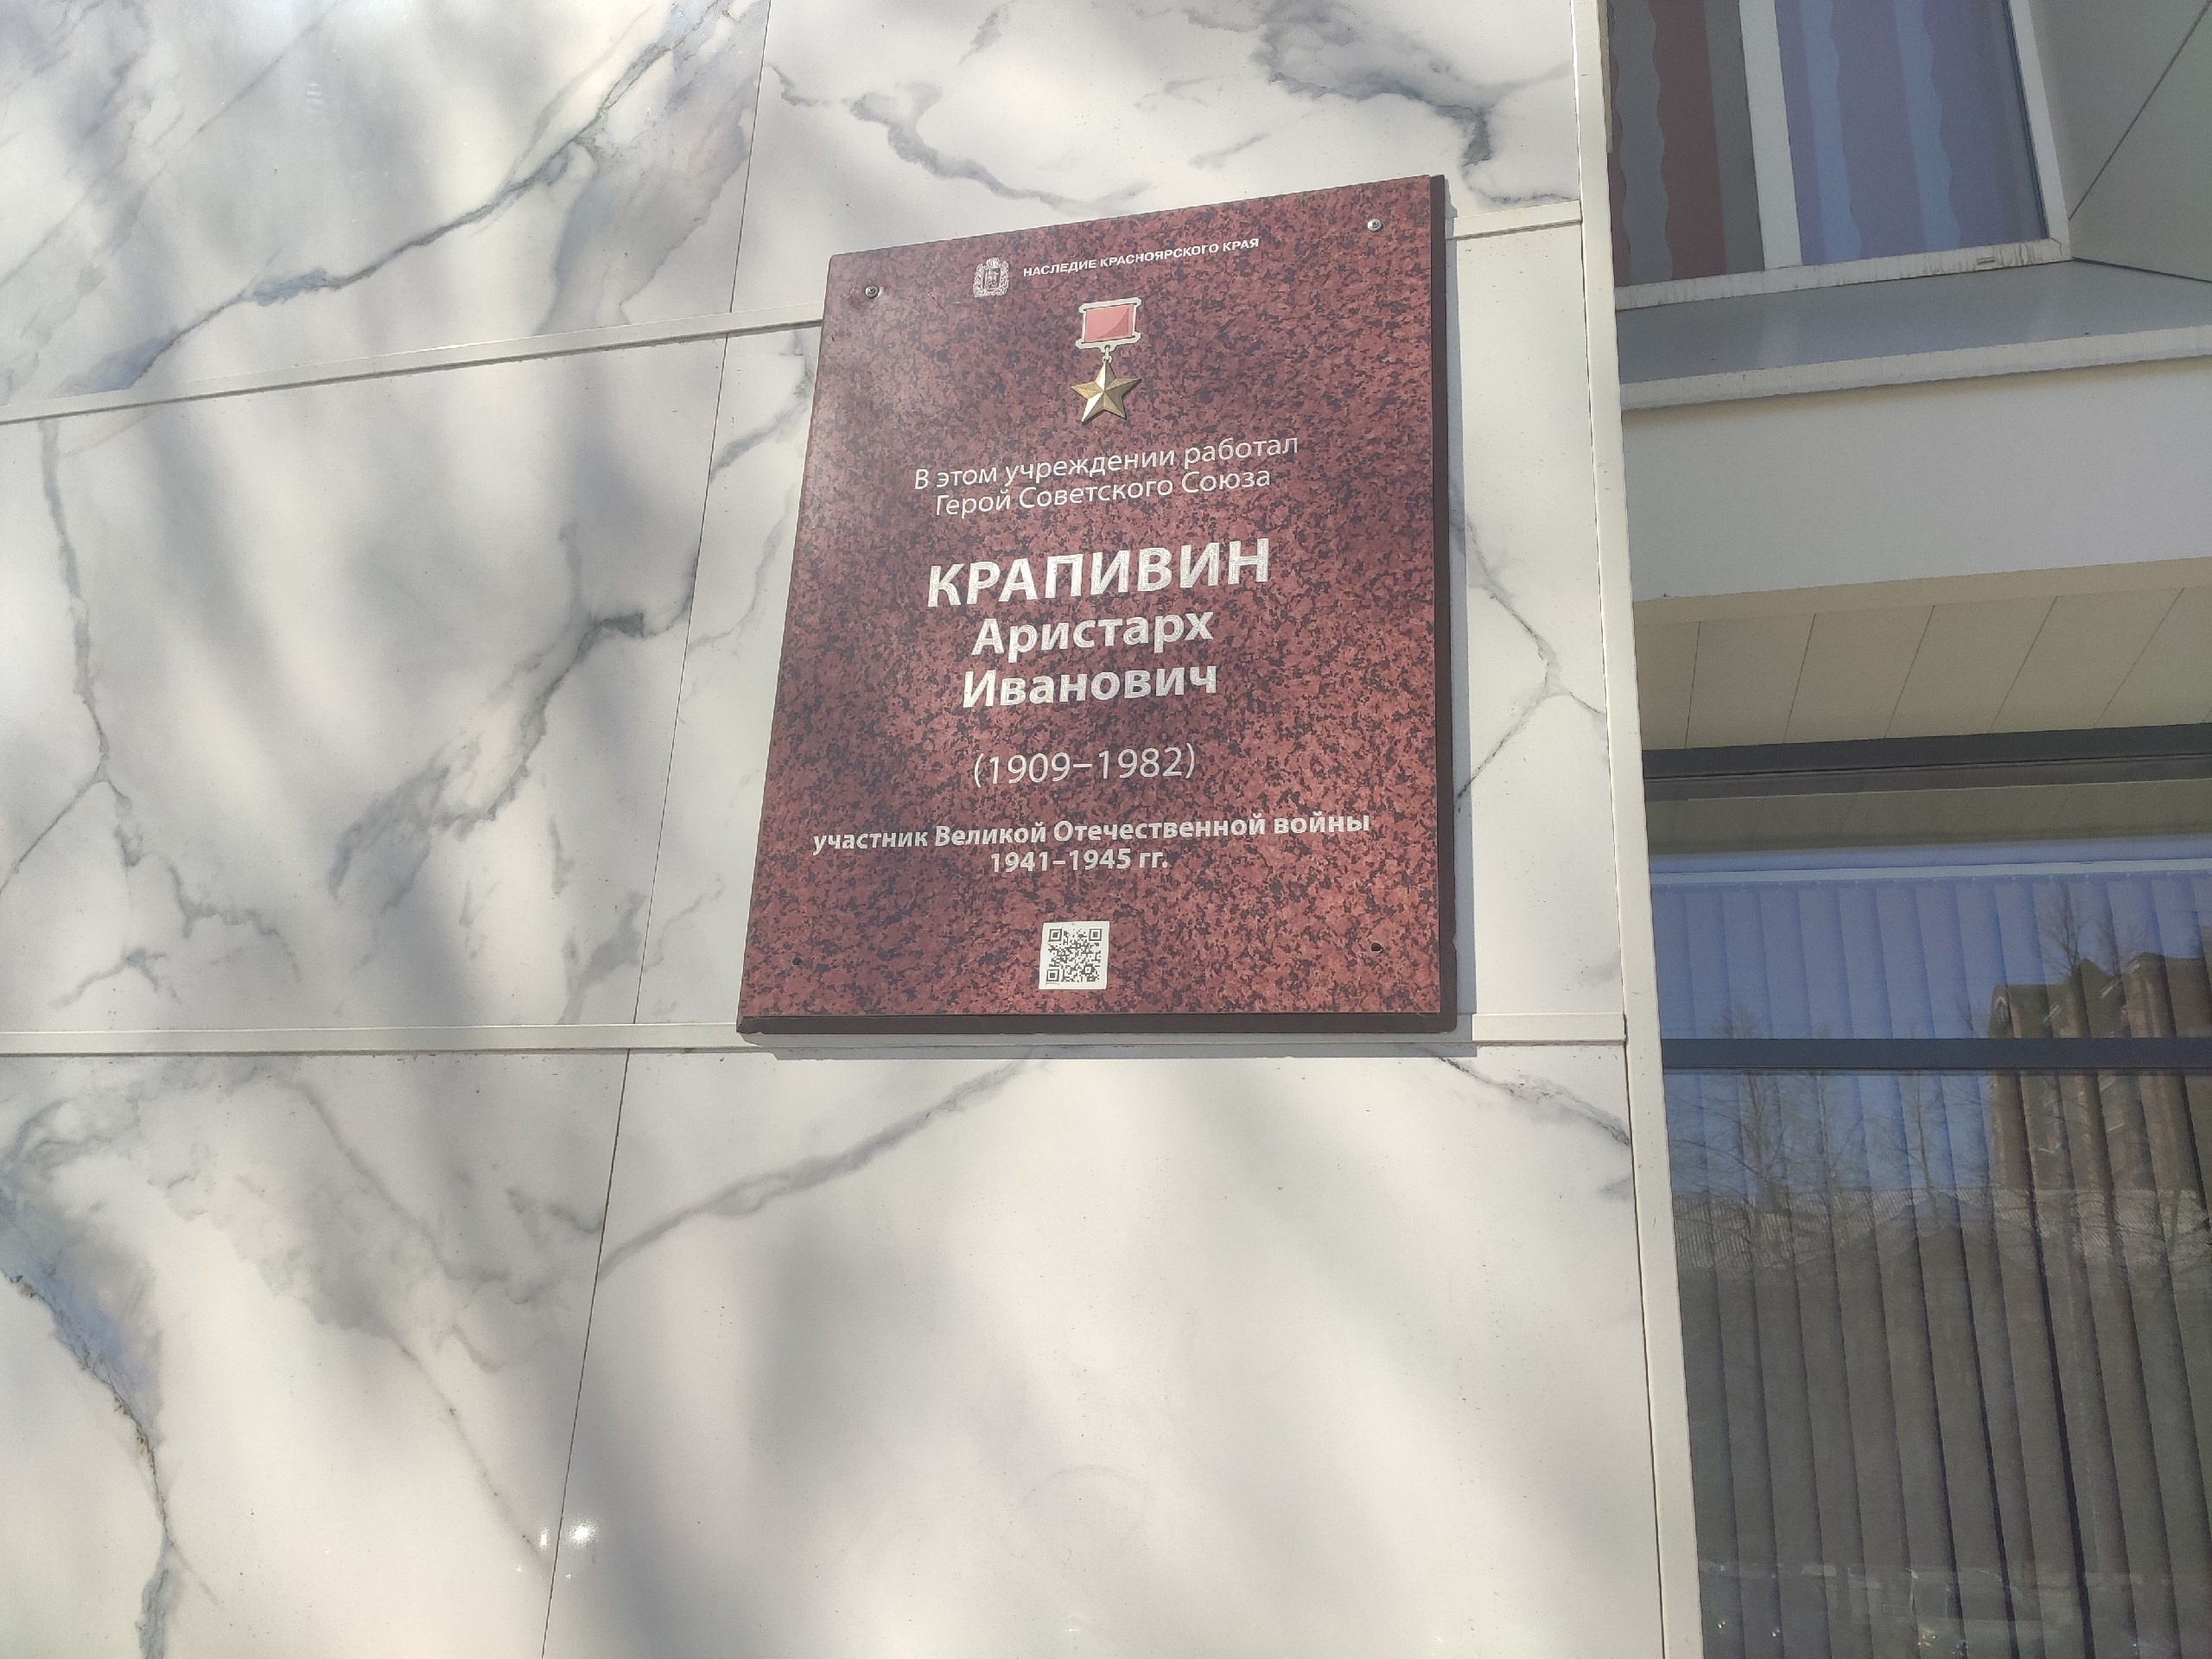 НАСЛЕДИЕ КРАСНОЯРСКОГО КРАЯ
В этом учреждении работал
Герой Советского Союза
КРАПИВИН
Аристарх
Иванович
(1909–1982)
участник Великой Отечественной войны
1941–1945 гг.